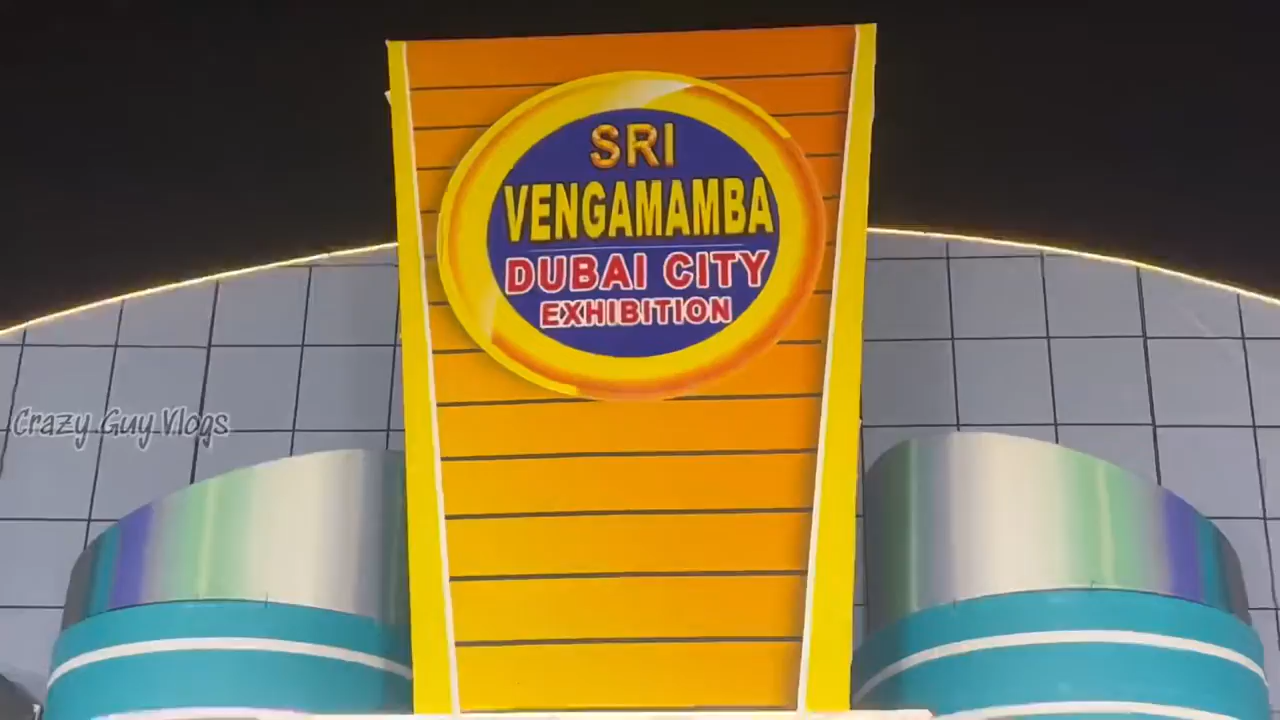 SRI
VENGAMAMBA
DUBAI CITY
EXHIBITION
Crazy Guy Vlogs